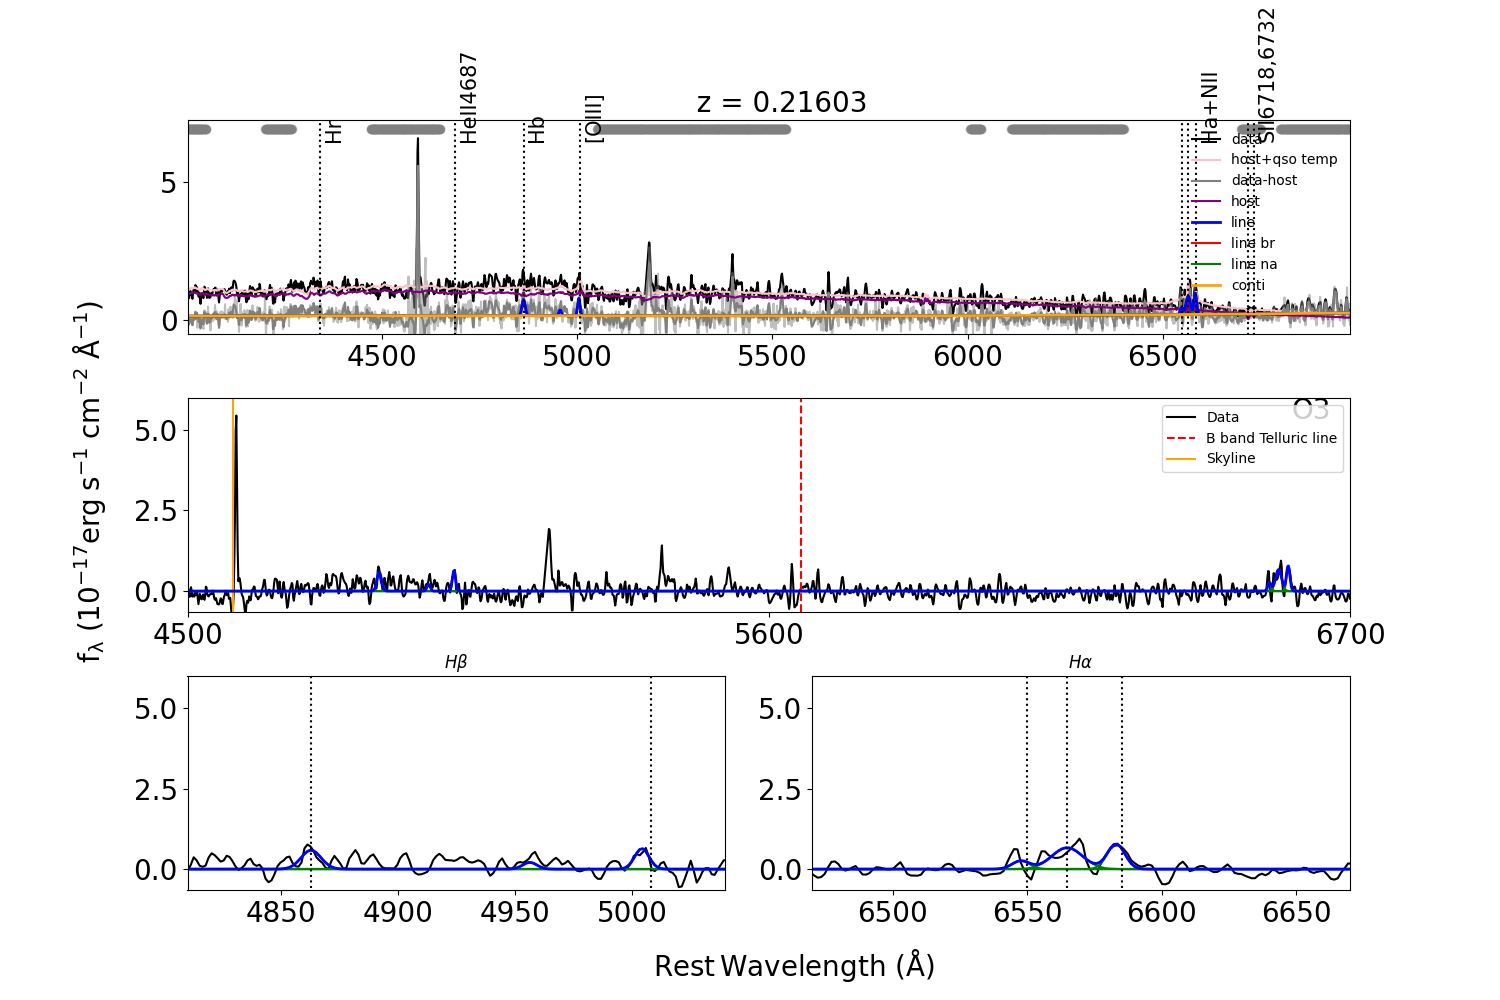 z = 0.21603
Hr
HeII4687
Hb
[OIII]
Ha+NII
SII6718,6732
data
host+qso temp
data-host
host
line
line br
line na
conti
5
0
4500 5000 5500 6000 6500
O3
Data
B band Telluric line
Skyline
5.0
2.5
0.0
4500 5600 6700
fλ (10⁻¹⁷erg s⁻¹ cm⁻² Å⁻¹)
Hβ
5.0
2.5
0.0
4850 4900 4950 5000
Hα
5.0
2.5
0.0
6500 6550 6600 6650
Rest Wavelength (Å)